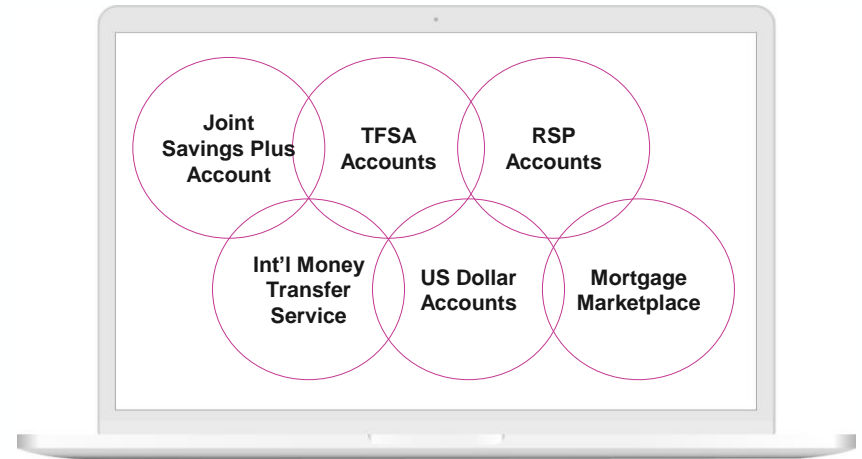 Joint
Savings Plus
Account
TFSA
Accounts
RSP
Accounts
Int’l Money
Transfer
Service
US Dollar
Accounts
Mortgage
Marketplace